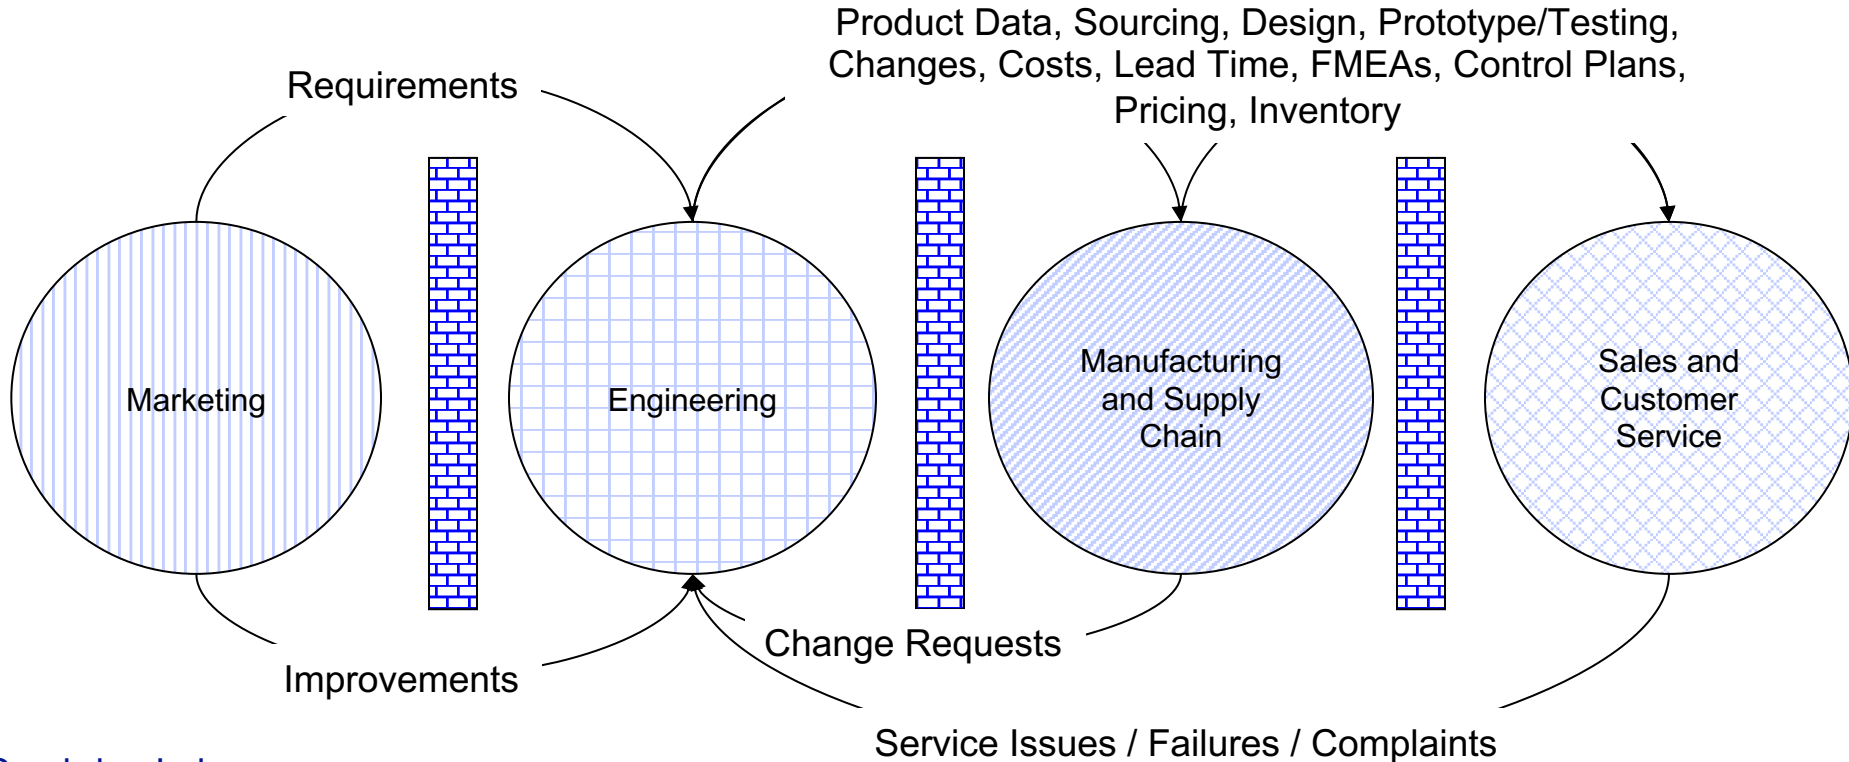 Product Data, Sourcing, Design, Prototype/Testing,
Changes, Costs, Lead Time, FMEAs, Control Plans,
Pricing, Inventory
Requirements
Marketing
Engineering
Manufacturing
and Supply
Chain
Sales and
Customer
Service
Change Requests
Improvements
Service Issues / Failures / Complaints